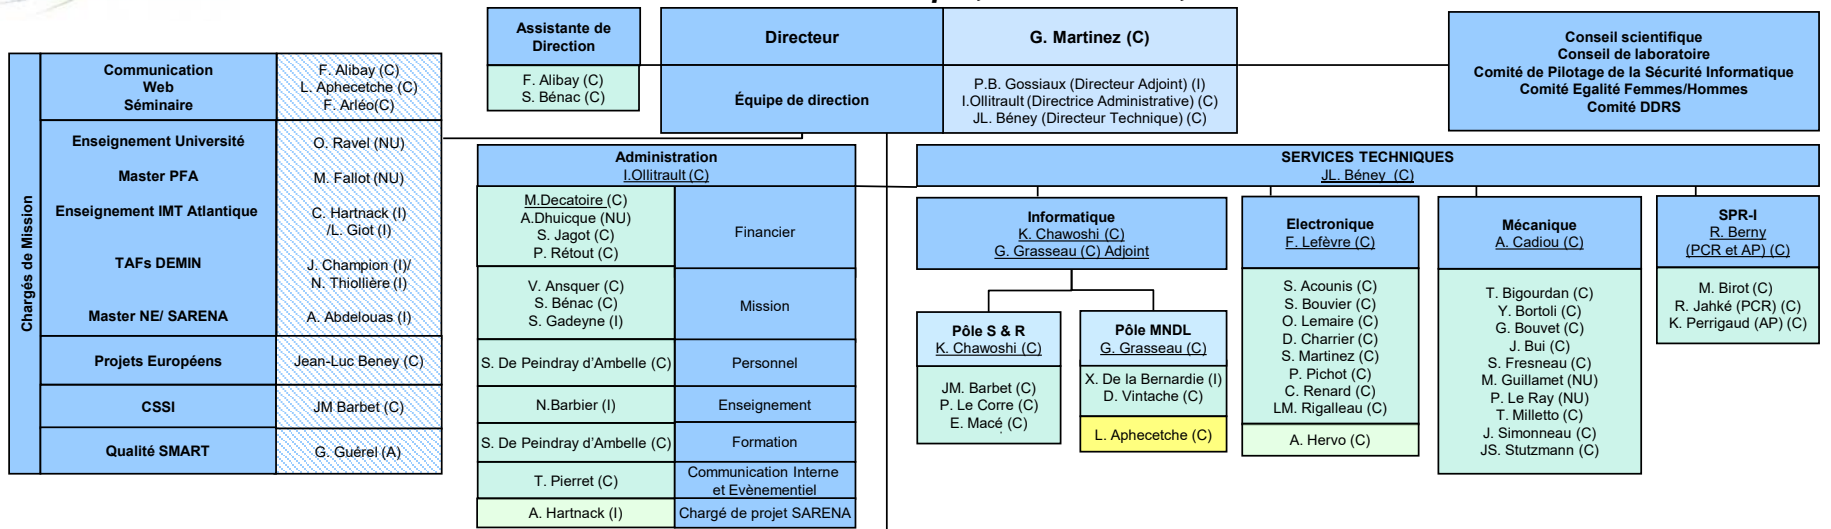 Assistante de
Direction
F. Alibay (C)
S. Bénac (C)
Directeur
G. Martinez (C)
Équipe de direction
P.B. Gossiaux (Directeur Adjoint) (I)
I.Ollitrault (Directrice Administrative) (C)
JL. Béney (Directeur Technique) (C)
Conseil scientifique
Conseil de laboratoire
Comité de Pilotage de la Sécurité Informatique
Comité Egalité Femmes/Hommes
Comité DDRS
Chargés de Mission
Communication
Web
Séminaire
F. Alibay (C)
L. Aphecetche (C)
F. Arléo(C)
Enseignement Université
O. Ravel (NU)
Master PFA
M. Fallot (NU)
Enseignement IMT Atlantique
C. Hartnack (I)
/L. Giot (I)
TAFs DEMIN
J. Champion (I)/
N. Thiollière (I)
Master NE/ SARENA
A. Abdelouas (I)
Projets Européens
Jean-Luc Beney (C)
CSSI
JM Barbet (C)
Qualité SMART
G. Guérel (A)
Administration
I.Ollitrault (C)
M.Decatoire (C)
A.Dhuicque (NU)
S. Jagot (C)
P. Rétout (C)
Financier
V. Ansquer (C)
S. Bénac (C)
S. Gadeyne (I)
Mission
S. De Peindray d'Ambelle (C)
Personnel
N.Barbier (I)
Enseignement
S. De Peindray d'Ambelle (C)
Formation
T. Pierret (C)
Communication Interne
et Evènementiel
A. Hartnack (I)
Chargé de projet SARENA
SERVICES TECHNIQUES
JL. Béney (C)
Informatique
K. Chawoshi (C)
G. Grasseau (C) Adjoint
Pôle S & R
K. Chawoshi (C)
JM. Barbet (C)
P. Le Corre (C)
E. Macé (C)
Pôle MNDL
G. Grasseau (C)
X. De la Bernardie (I)
D. Vintache (C)
L. Aphecetche (C)
Electronique
F. Lefèvre (C)
S. Acounis (C)
S. Bouvier (C)
O. Lemaire (C)
D. Charrier (C)
S. Martinez (C)
P. Pichot (C)
C. Renard (C)
LM. Rigalleau (C)
A. Hervo (C)
Mécanique
A. Cadiou (C)
T. Bigourdan (C)
Y. Bortoli (C)
G. Bouvet (C)
J. Bui (C)
S. Fresneau (C)
M. Guillamet (NU)
P. Le Ray (NU)
T. Milletto (C)
J. Simonneau (C)
JS. Stutzmann (C)
SPR-I
R. Berny
(PCR et AP) (C)
M. Birot (C)
R. Jahké (PCR) (C)
K. Perrigaud (AP) (C)